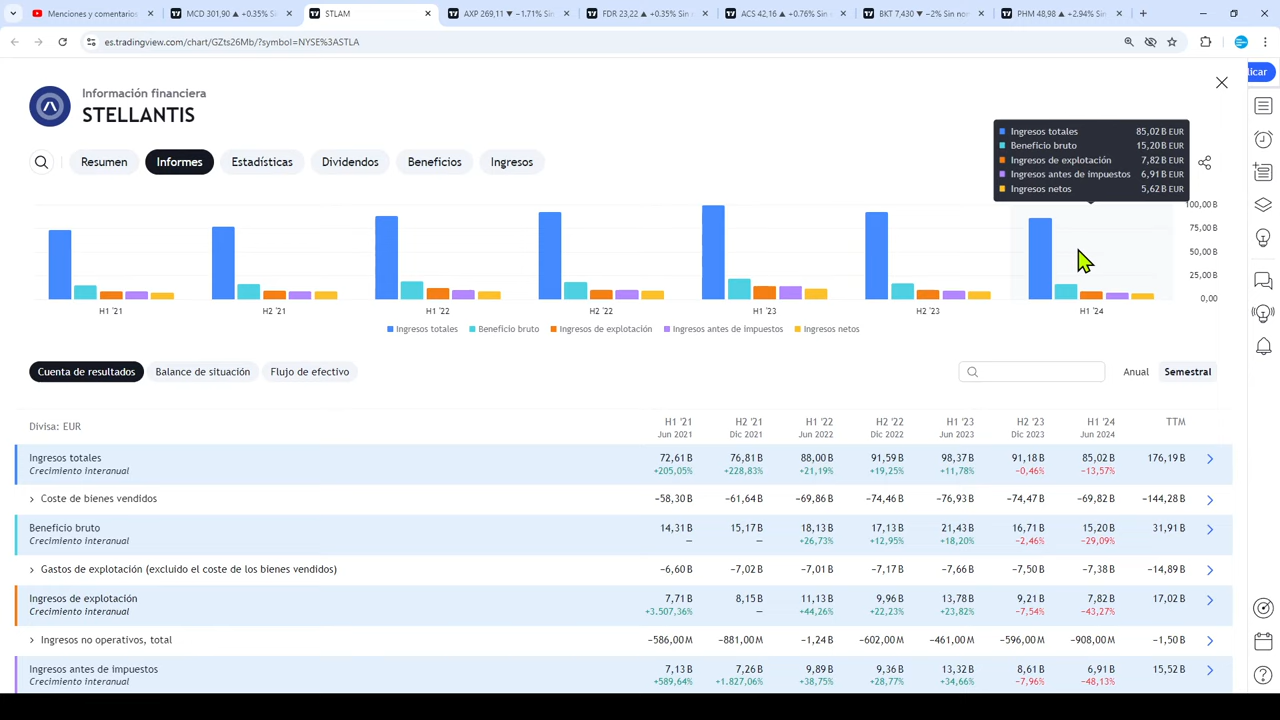 Menciones y comentarios
MCD 301,90 ▲ +0.35% Si
STLAM
AXP 269,11 ▼ −1.71% Sin
FDR 23,22 ▲ +0.35% Sin
ACS 42,16 ▲ +0.76% Sin
BKT 7,430 ▼ −2% Sin no
PHM 48,98 ▲ +2.94% Sin
es.tradingview.com/chart/GZts26Mb/?symbol=NYSE%3ASTLA
licar
Información financiera
STELLANTIS
Resumen Informes Estadísticas Dividendos Beneficios Ingresos
Ingresos totales 85,02 B EUR
Beneficio bruto 15,20 B EUR
Ingresos de explotación 7,82 B EUR
Ingresos antes de impuestos 6,91 B EUR
Ingresos netos 5,62 B EUR
100,00 B
75,00 B
50,00 B
25,00 B
0,00
H1 '21 H2 '21 H1 '22 H2 '22 H1 '23 H2 '23 H1 '24
Ingresos totales Beneficio bruto Ingresos de explotación Ingresos antes de impuestos Ingresos netos
Cuenta de resultados Balance de situación Flujo de efectivo Anual Semestral
Divisa: EUR
H1 '21 H2 '21 H1 '22 H2 '22 H1 '23 H2 '23 H1 '24 TTM
Jun 2021 Dic 2021 Jun 2022 Dic 2022 Jun 2023 Dic 2023 Jun 2024
Ingresos totales 72,61 B 76,81 B 88,00 B 91,59 B 98,37 B 91,18 B 85,02 B 176,19 B
Crecimiento interanual +205,05% +228,83% +21,19% +19,25% +11,78% −0,46% −13,57%
Coste de bienes vendidos −58,30 B −61,64 B −69,86 B −74,46 B −76,93 B −74,47 B −69,82 B −144,28 B
Beneficio bruto 14,31 B 15,17 B 18,13 B 17,13 B 21,43 B 16,71 B 15,20 B 31,91 B
Crecimiento interanual — — +26,73% +12,95% +18,20% −2,46% −29,09%
Gastos de explotación (excluido el coste de los bienes vendidos) −6,60 B −7,02 B −7,01 B −7,17 B −7,66 B −7,50 B −7,38 B −14,89 B
Ingresos de explotación 7,71 B 8,15 B 11,13 B 9,96 B 13,78 B 9,21 B 7,82 B 17,02 B
Crecimiento interanual +3.507,36% — +44,26% +22,23% +23,82% −7,54% −43,27%
Ingresos no operativos, total −586,00 M −881,00 M −1,24 B −602,00 M −461,00 M −596,00 M −908,00 M −1,50 B
Ingresos antes de impuestos 7,13 B 7,26 B 9,89 B 9,36 B 13,32 B 8,61 B 6,91 B 15,52 B
Crecimiento interanual +589,64% +1.827,06% +38,75% +28,77% +34,66% −7,96% −48,13%